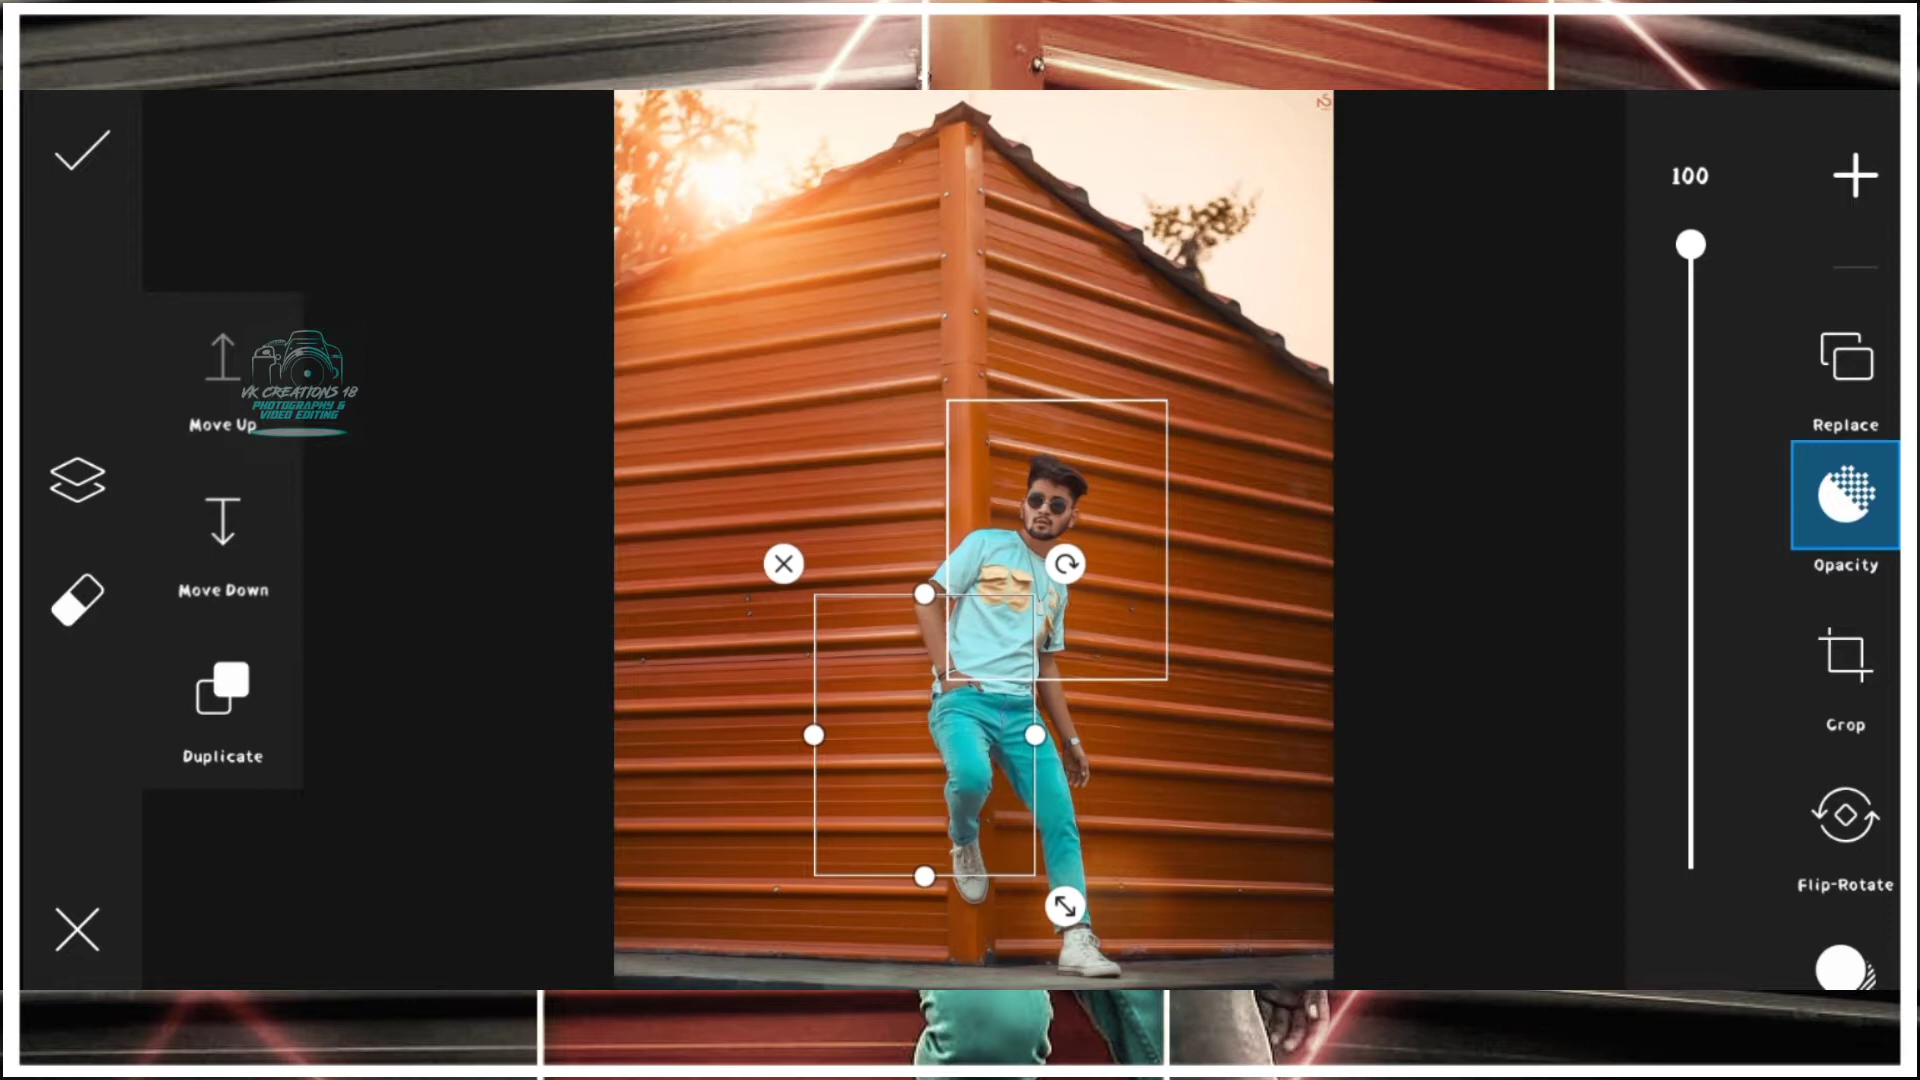 100
VK CREATIONS 18
PHOTOGRAPHY &
VIDEO EDITING
Move Up
Replace
Opacity
Move Down
Crop
Duplicate
Flip-Rotate